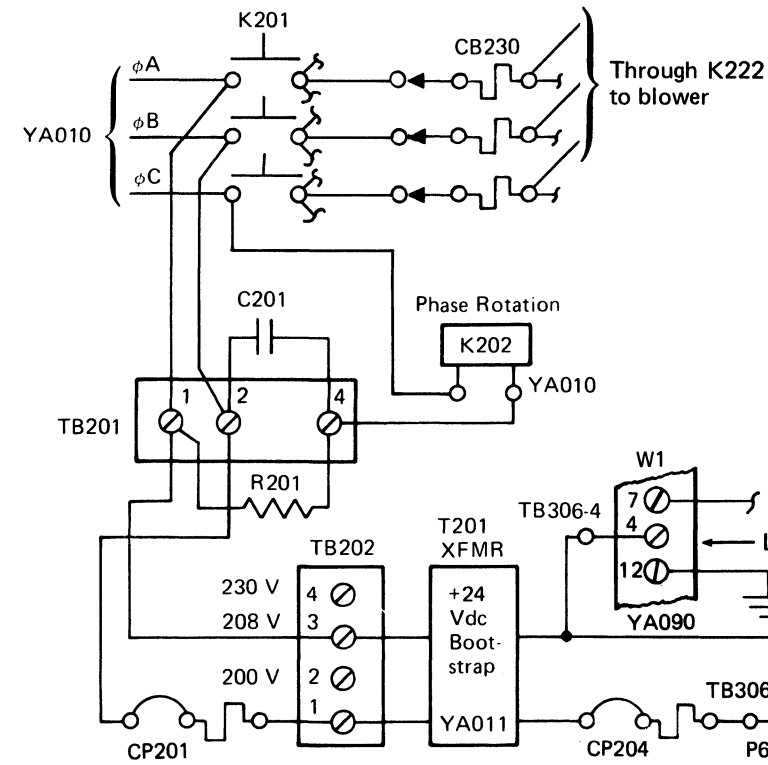 K201
CB230
φA
Through K222
to blower
YA010
φB
φC
C201
Phase Rotation
K202
YA010
1
2
4
TB201
R201
W1
7
TB306-4
4
L
12
YA090
T201
XFMR
TB202
230 V
4
+24
Vdc
208 V
3
Boot-
strap
200 V
2
1
YA011
TB306
CP201
CP204
P6